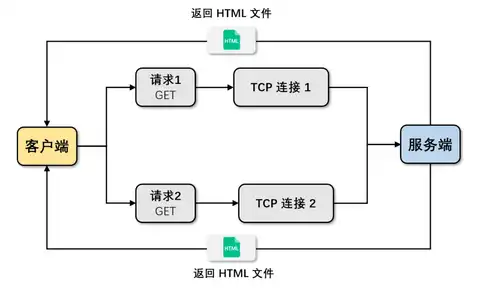 返回 HTML 文件
HTML
请求1
GET
TCP 连接 1
客户端
服务端
请求2
GET
TCP 连接 2
HTML
返回 HTML 文件